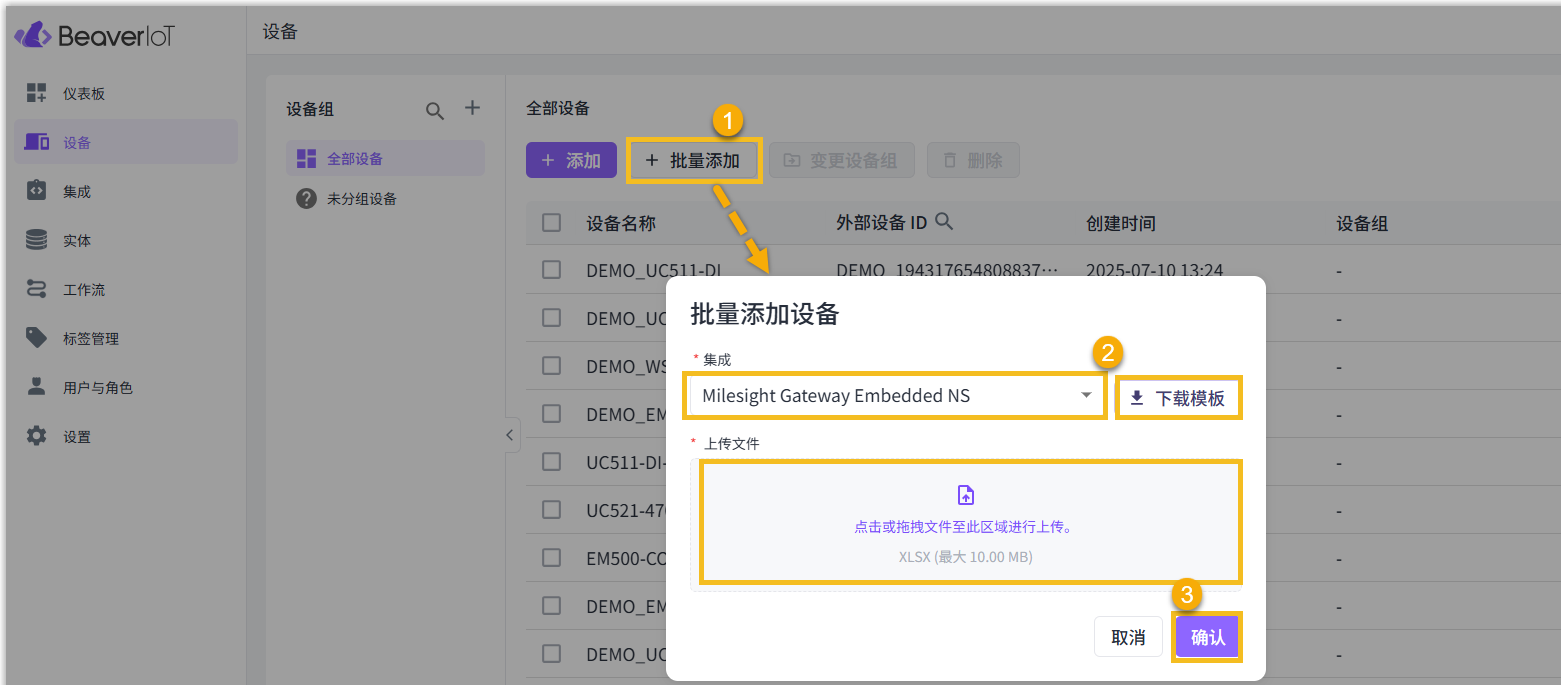 BeaverIoT
设备
仪表板
设备
集成
实体
工作流
标签管理
用户与角色
设置
设备组
全部设备
未分组设备
全部设备
1
添加
批量添加
变更设备组
删除
设备名称 外部设备 ID 创建时间 设备组
DEMO_UC511-DI DEMO_194317654808837… 2025-07-10 13:24 -
DEMO_UC -
DEMO_WS -
DEMO_EM -
UC511-DI- -
UC521-47 -
EM500-CO -
DEMO_EM -
DEMO_UC -
批量添加设备
* 集成
2
Milesight Gateway Embedded NS
下载模板
* 上传文件
点击或拖拽文件至此区域进行上传。
XLSX (最大 10.00 MB)
3
取消
确认